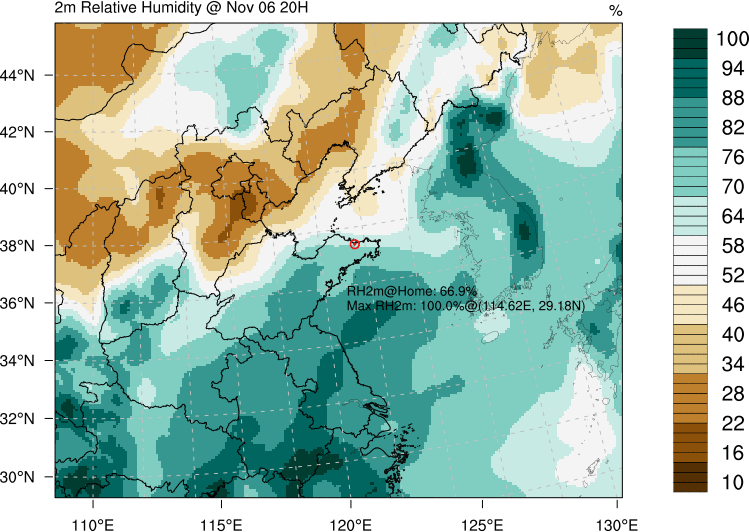 2m Relative Humidity @ Nov 06 20H
%
44°N
42°N
40°N
38°N
36°N
34°N
32°N
30°N
110°E
115°E
120°E
125°E
130°E
RH2m@Home: 66.9%
Max RH2m: 100.0%@(114.62E, 29.18N)
100
94
88
82
76
70
64
58
52
46
40
34
28
22
16
10